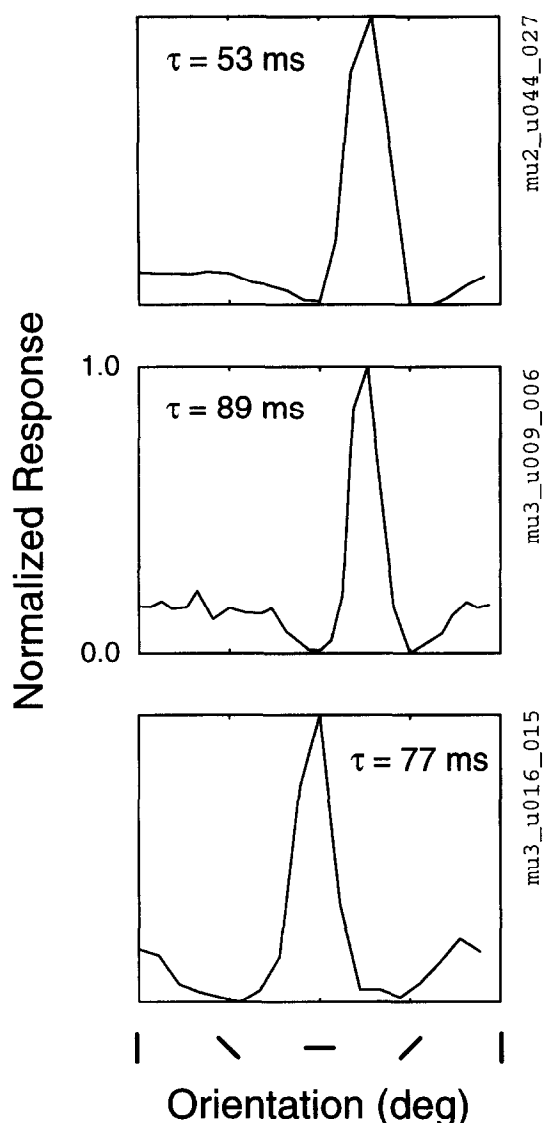 τ = 53 ms
mu2_u044_027
Normalized Response
1.0
τ = 89 ms
0.0
mu3_u009_006
τ = 77 ms
mu3_u016_015
Orientation (deg)